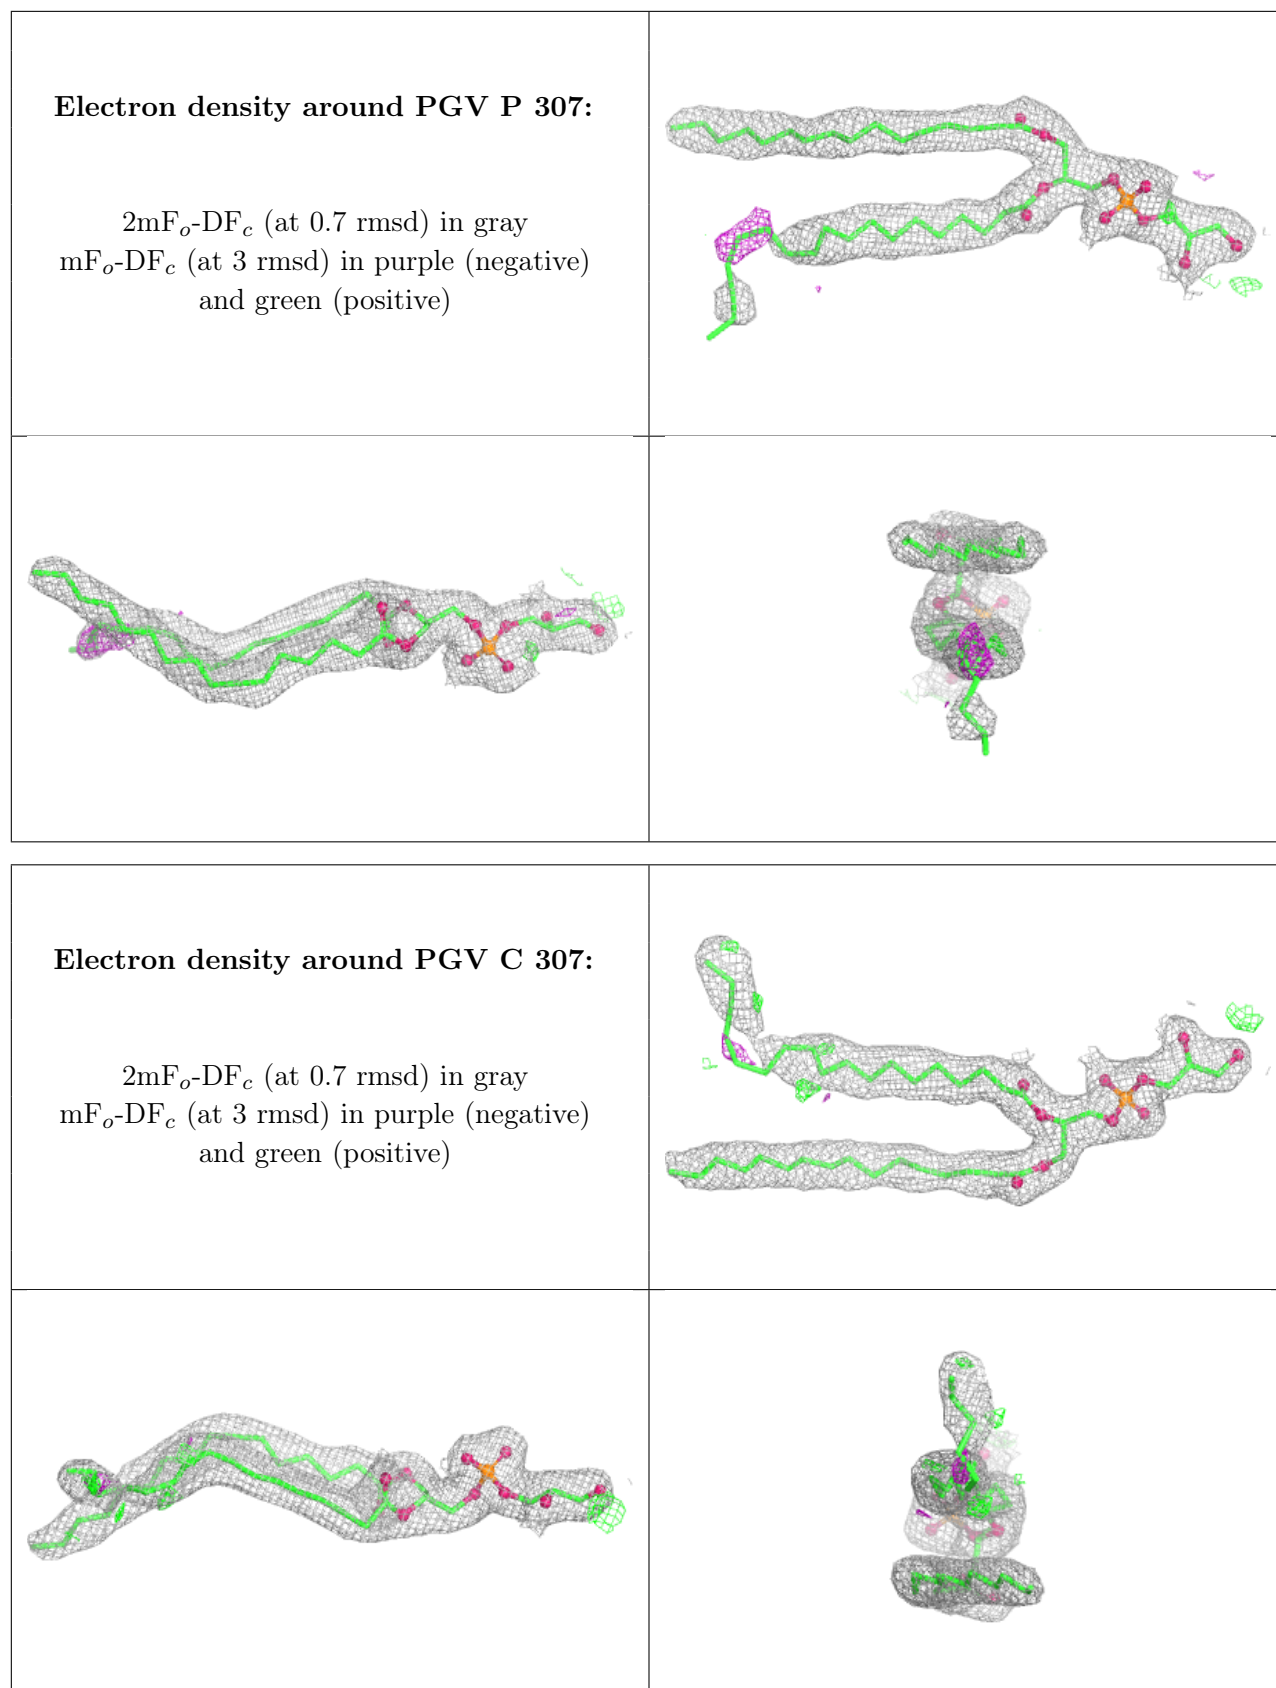 Electron density around PGV P 307:
2mFₒ-DF𝒸 (at 0.7 rmsd) in gray
mFₒ-DF𝒸 (at 3 rmsd) in purple (negative)
and green (positive)
Electron density around PGV C 307:
2mFₒ-DF𝒸 (at 0.7 rmsd) in gray
mFₒ-DF𝒸 (at 3 rmsd) in purple (negative)
and green (positive)